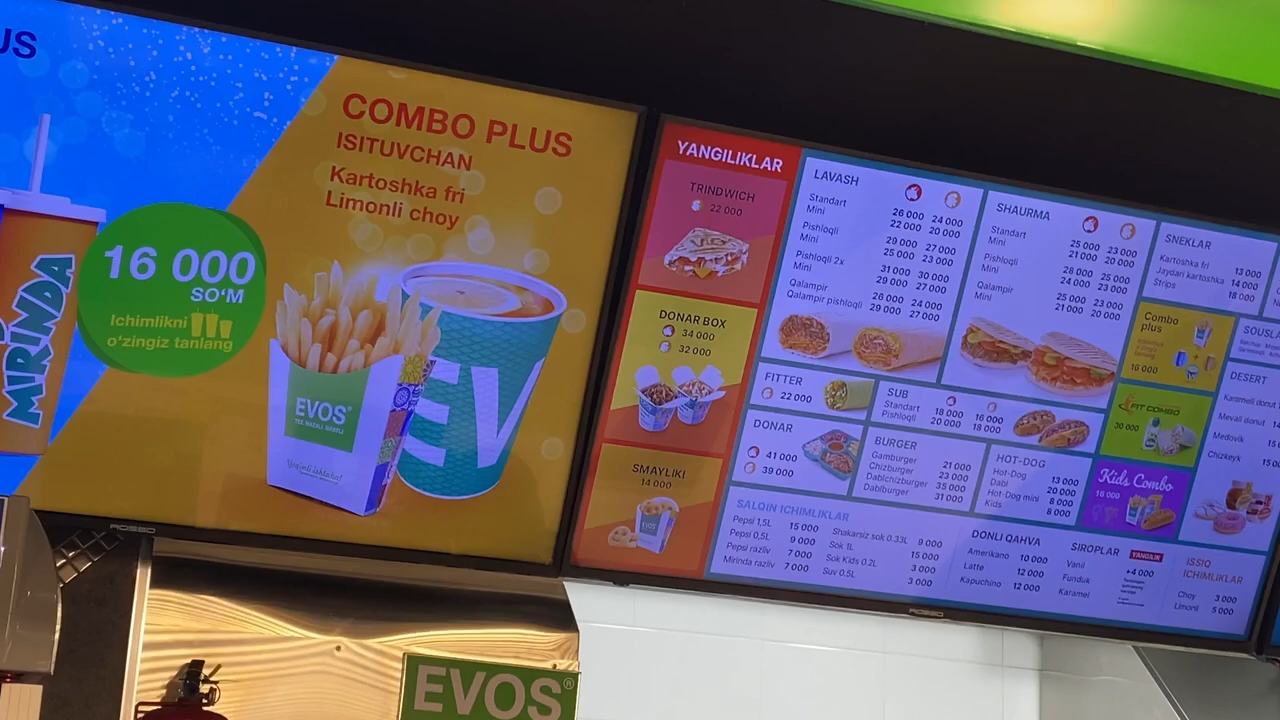 US
MIRINDA
16 000
SO‘M
Ichimlikni
o‘zingiz tanlang
COMBO PLUS
ISITUVCHAN
Kartoshka fri
Limonli choy
EVOS
EV
ROSSO
EVOS®
YANGILIKLAR
TRINDWICH
22 000
DONAR BOX
34 000
32 000
SMAYLIKI
14 000
LAVASH
Standart 26 000 24 000
Mini 22 000 20 000
Pishloqli 29 000 27 000
Mini 25 000 23 000
Pishloqli 2x 31 000 30 000
Mini 29 000 27 000
Qalampir 26 000 24 000
Qalampir pishloqli 29 000 27 000
SHAURMA
Standart 25 000 23 000
Mini 21 000 20 000
Pishloqli 28 000 25 000
Mini 24 000 23 000
Qalampir 25 000 23 000
Mini 21 000 20 000
SNEKLAR
Kartoshka fri 13 000
Jaydari kartoshka 14 000
Strips 18 000
Combo
plus
16 000
FIT COMBO
30 000
Kids Combo
16 000
DESERT
Karameli donut
Mevali donut
Medovik
Chizkeyk
FITTER
22 000
SUB
Standart 18 000 16 000
Pishloqli 20 000 18 000
DONAR
41 000
39 000
BURGER
Gamburger 21 000
Chizburger 23 000
Dablchizburger 35 000
Dablburger 31 000
HOT-DOG
Hot-Dog 13 000
Dabl 20 000
Hot-Dog mini 8 000
Kids 8 000
SALQIN ICHIMLIKLAR
Pepsi 1,5L 15 000
Pepsi 0,5L 9 000
Pepsi razliv 7 000
Mirinda razliv 7 000
Shakarsiz sok 0.33L 9 000
Sok 1L 15 000
Sok Kids 0.2L 3 000
Suv 0.5L 3 000
DONLI QAHVA
Amerikano 10 000
Latte 12 000
Kapuchino 12 000
SIROPLAR YANGILIK
Vanil +4 000
Funduk
Karamel
ISSIQ
ICHIMLIKLAR
Choy 3 000
Limonli 5 000
ROSSO